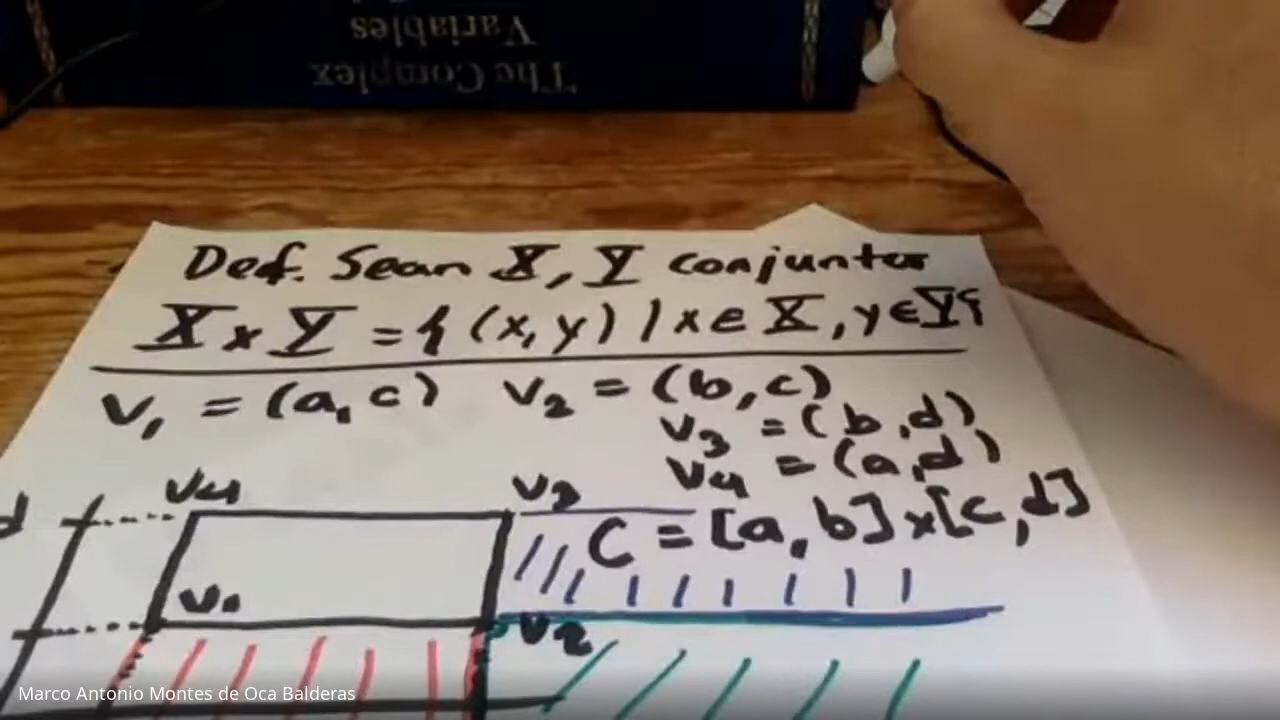 The Complex
Variables
Def. Sean X, Y conjuntos
X x Y = { (x, y) / x ∈ X, y ∈ Y }
v1 = (a, c) v2 = (b, c)
v3 = (b, d)
v4 = (a, d)
v4 v3
d
C = [a, b] x [c, d]
v1
v2
Marco Antonio Montes de Oca Balderas